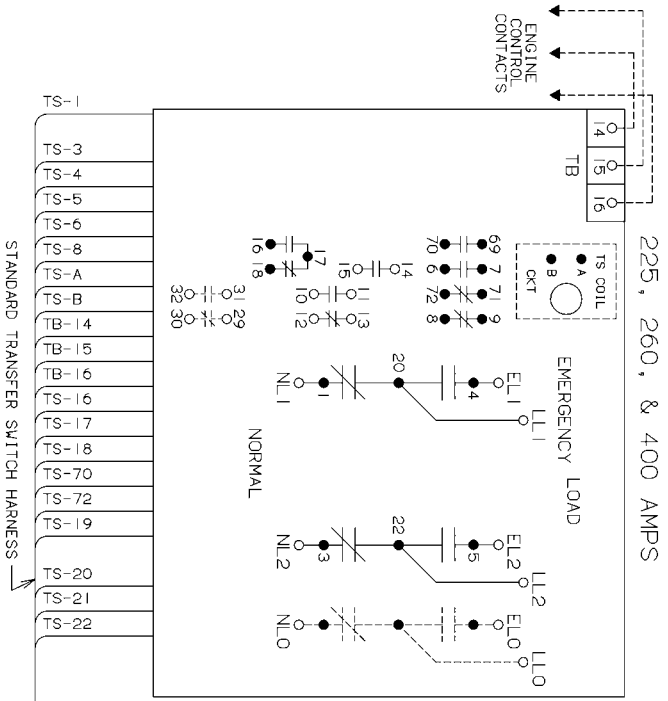 225, 260, & 400 AMPS
ENGINE
CONTROL
CONTACTS
14
15
16
TB
TS COIL
A
B
CKT
69
70
7
6
71
72
9
8
14
15
11
10
13
12
17
16
18
31
32
29
30
EMERGENCY
LOAD
NORMAL
EL1
LL1
4
20
1
NL1
EL2
LL2
5
22
3
NL2
EL0
LL0
NL0
TS-1
TS-3
TS-4
TS-5
TS-6
TS-8
TS-A
TS-B
TB-14
TB-15
TB-16
TS-16
TS-17
TS-18
TS-70
TS-72
TS-19
TS-20
TS-21
TS-22
STANDARD TRANSFER SWITCH HARNESS